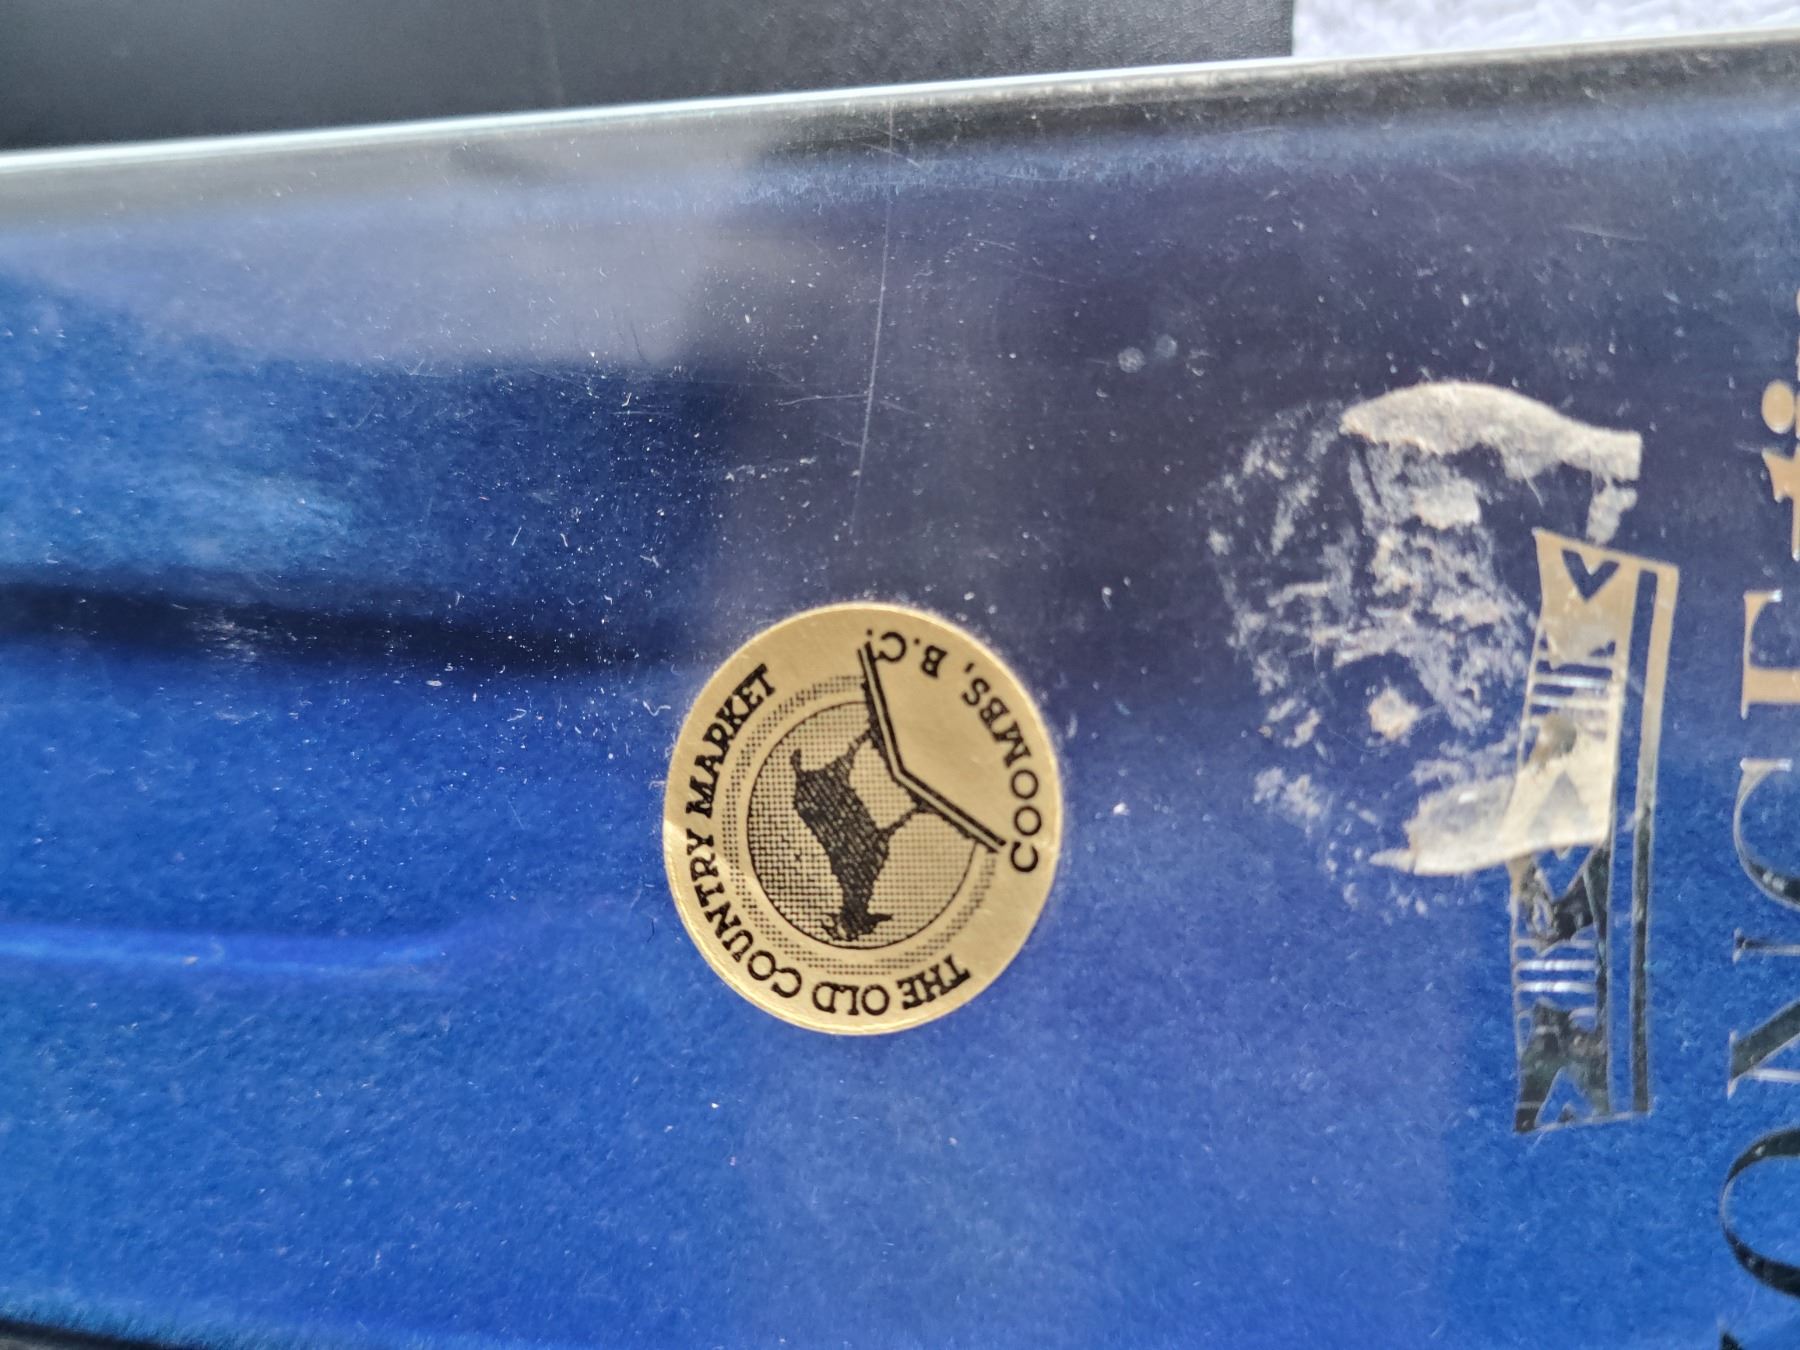 THE OLD COUNTRY MARKET
COOMBS, B.C.